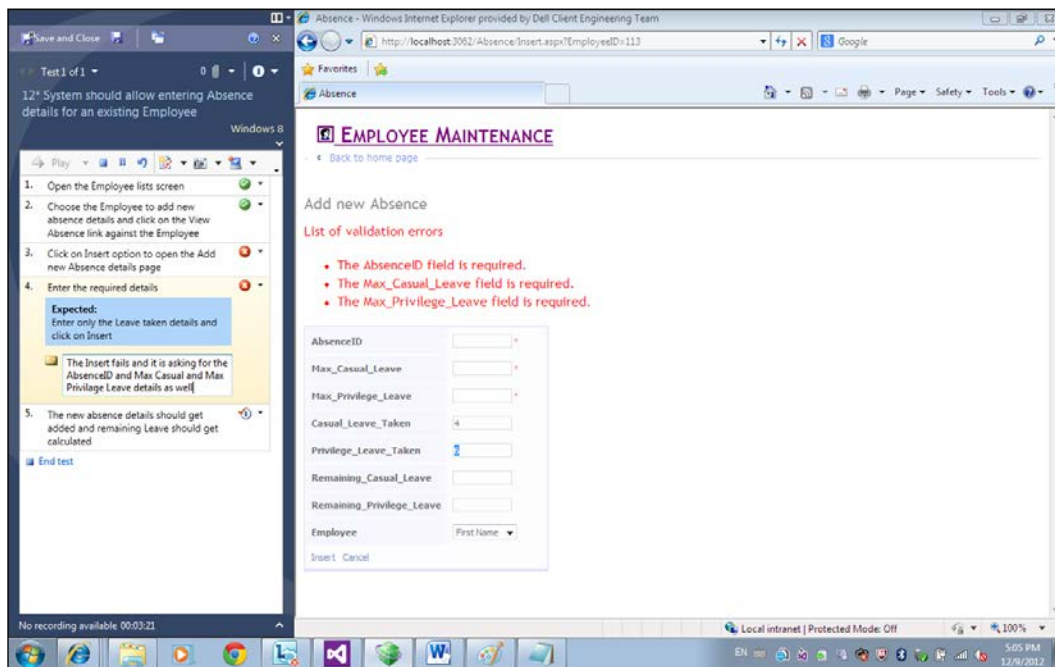 Absence - Windows Internet Explorer provided by Dell Client Engineering Team
Save and Close
http://localhost:3062/Absence/Insert.aspx?EmployeeID=113
Google
Favorites
Test 1 of 1
0
Absence
Page
Safety
Tools
12* System should allow entering Absence
details for an existing Employee
Windows 8
Play
1. Open the Employee lists screen
2. Choose the Employee to add new
absence details and click on the View
Absence link against the Employee
3. Click on Insert option to open the Add
new Absence details page
4. Enter the required details
Expected:
Enter only the Leave taken details and
click on Insert
The Insert fails and it is asking for the
AbsenceID and Max Casual and Max
Privilage Leave details as well
5. The new absence details should get
added and remaining Leave should get
calculated
End test
No recording available 00:03:21
EMPLOYEE MAINTENANCE
Back to home page
Add new Absence
List of validation errors
• The AbsenceID field is required.
• The Max_Casual_Leave field is required.
• The Max_Privilege_Leave field is required.
AbsenceID *
Max_Casual_Leave *
Max_Privilege_Leave *
Casual_Leave_Taken 4
Privilege_Leave_Taken
Remaining_Casual_Leave
Remaining_Privilege_Leave
Employee First Name
Insert Cancel
Local intranet | Protected Mode: Off
100%
EN
5:05 PM
12/9/2012